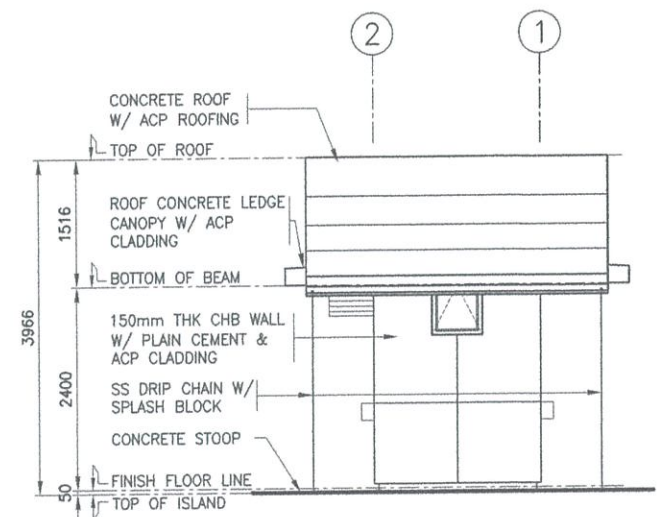 2
1
CONCRETE ROOF
W/ ACP ROOFING
TOP OF ROOF
1516
ROOF CONCRETE LEDGE
CANOPY W/ ACP
CLADDING
BOTTOM OF BEAM
3966
150mm THK CHB WALL
W/ PLAIN CEMENT &
ACP CLADDING
2400
SS DRIP CHAIN W/
SPLASH BLOCK
CONCRETE STOOP
FINISH FLOOR LINE
50
TOP OF ISLAND